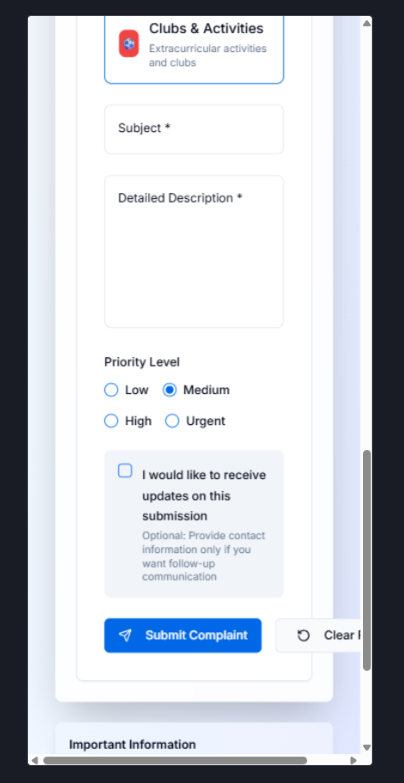 Clubs & Activities
Extracurricular activities
and clubs
Subject *
Detailed Description *
Priority Level
Low
Medium
High
Urgent
I would like to receive
updates on this
submission
Optional: Provide contact
information only if you
want follow-up
communication
Submit Complaint
Clear
Important Information